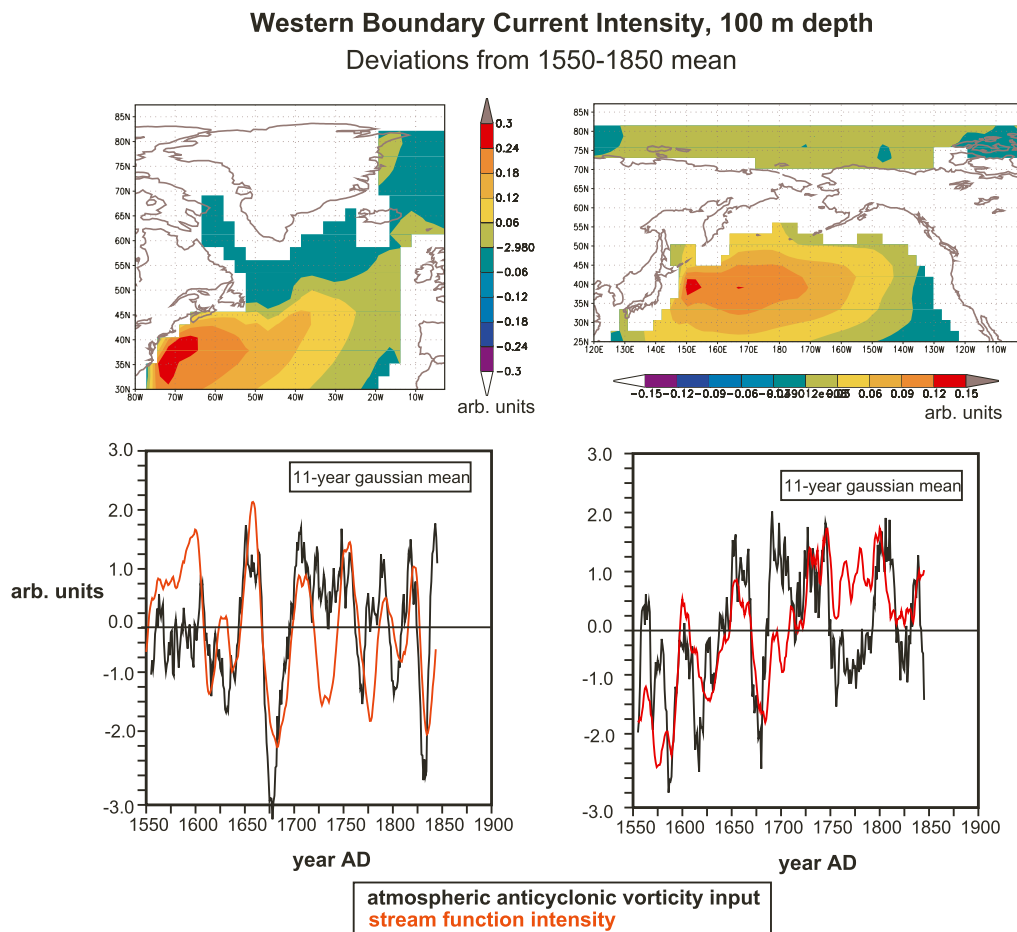 Western Boundary Current Intensity, 100 m depth
Deviations from 1550-1850 mean
85N
80N
75N
70N
65N
60N
55N
50N
45N
40N
35N
30N
80W 70W 60W 50W 40W 30W 20W 10W
0.3
0.24
0.18
0.12
0.06
-2.980
-0.06
-0.12
-0.18
-0.24
-0.3
arb. units
85N
80N
75N
70N
65N
60N
55N
50N
45N
40N
35N
30N
25N
120E 130E 140E 150E 160E 170E 180 170W 160W 150W 140W 130W 120W 110W
-0.15 -0.12 -0.09 -0.06 0.06 0.09 0.12 0.15
arb. units
3.0
2.0
1.0
0.0
-1.0
-2.0
-3.0
arb. units
11-year gaussian mean
1550 1600 1650 1700 1750 1800 1850 1900
year AD
3.0
2.0
1.0
0.0
-1.0
-2.0
-3.0
11-year gaussian mean
1550 1600 1650 1700 1750 1800 1850 1900
year AD
atmospheric anticyclonic vorticity input
stream function intensity